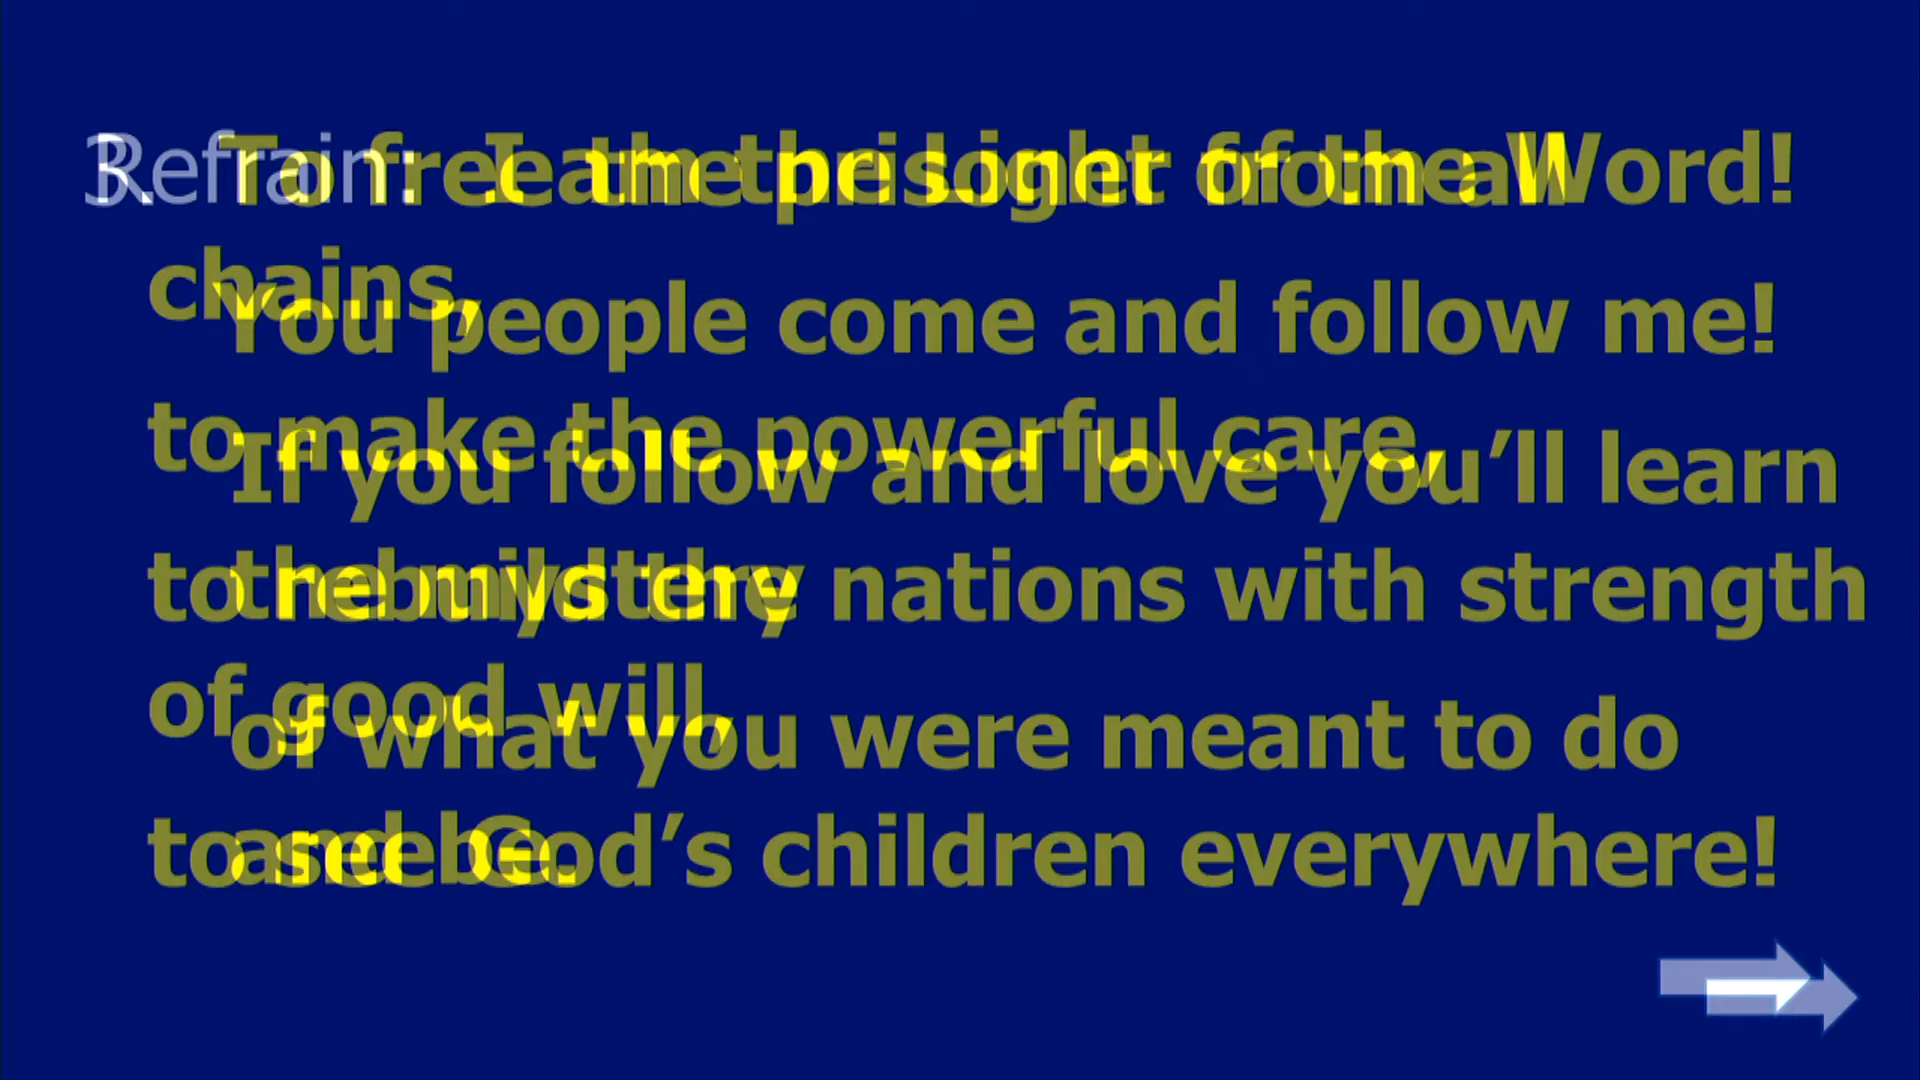 3. To free the prisoner from all
chains,
to make the powerful care,
to rebuild the nations with strength
of good will,
to see God’s children everywhere!
Refrain: I am the Light of the Word!
You people come and follow me!
If you follow and love you’ll learn
the mystery
of what you were meant to do
and be.